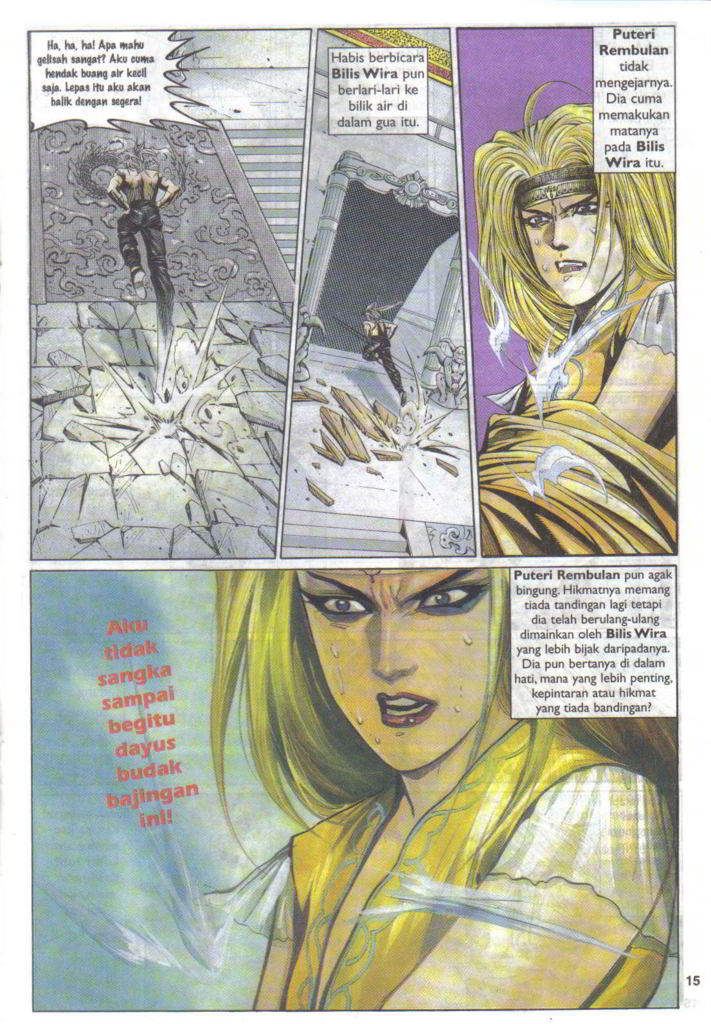 Ha, ha, ha! Apa mahu
gelisah sangat? Aku cuma
hendak buang air kecil
saja. Lepas itu aku akan
balik dengan segera!
Habis berbicara
Bilis Wira pun
berlari-lari ke
bilik air di
dalam gua itu.
Puteri
Rembulan
tidak
mengejarnya.
Dia cuma
memakukan
matanya
pada Bilis
Wira itu.
Puteri Rembulan pun agak
bingung. Hikmatnya memang
tiada tandingan lagi tetapi
dia telah berulang-ulang
dimainkan oleh Bilis Wira
yang lebih bijak daripadanya.
Dia pun bertanya di dalam
hati, mana yang lebih penting,
kepintaran atau hikmat
yang tiada bandingan?
Aku
tidak
sangka
sampai
begitu
dayus
budak
bajingan
ini!
15